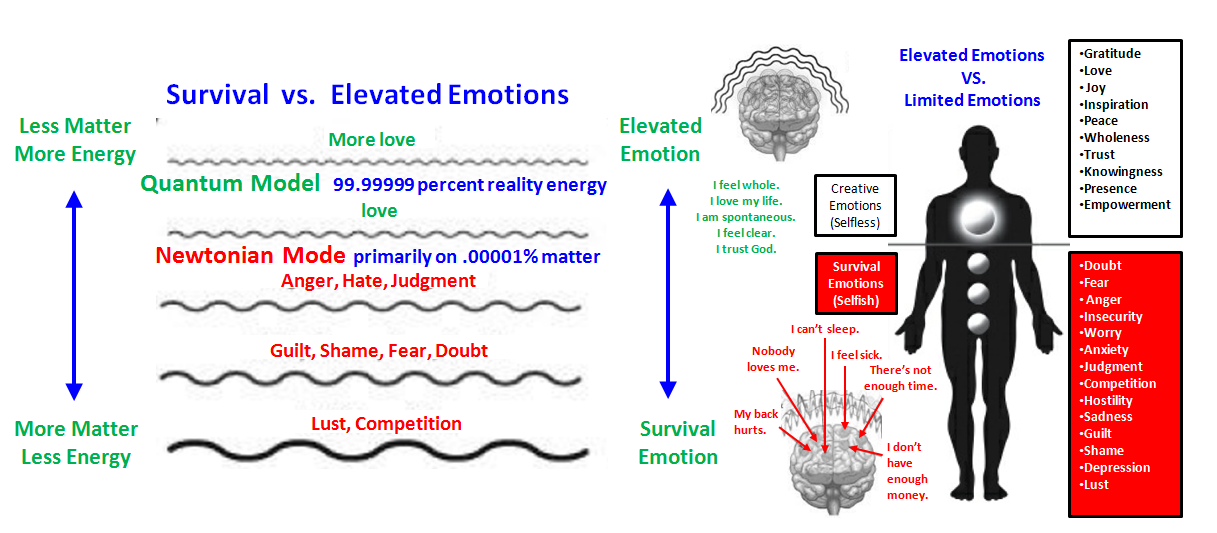 Survival vs. Elevated Emotions
Less Matter
More Energy
More Matter
Less Energy
More love
Quantum Model 99.99999 percent reality energy
love
Newtonian Mode primarily on .00001% matter
Anger, Hate, Judgment
Guilt, Shame, Fear, Doubt
Lust, Competition
Elevated
Emotion
Survival
Emotion
I feel whole.
I love my life.
I am spontaneous.
I feel clear.
I trust God.
Creative
Emotions
(Selfless)
Survival
Emotions
(Selfish)
I can't sleep.
Nobody
loves me.
I feel sick.
There's not
enough time.
My back
hurts.
I don't
have
enough
money.
Elevated Emotions
VS.
Limited Emotions
•Gratitude
•Love
•Joy
•Inspiration
•Peace
•Wholeness
•Trust
•Knowingness
•Presence
•Empowerment
•Doubt
•Fear
•Anger
•Insecurity
•Worry
•Anxiety
•Judgment
•Competition
•Hostility
•Sadness
•Guilt
•Shame
•Depression
•Lust